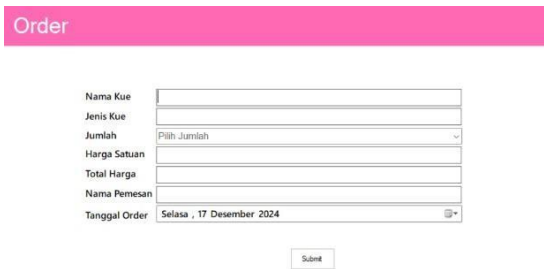 Order
Nama Kue
Jenis Kue
Jumlah Pilih Jumlah
Harga Satuan
Total Harga
Nama Pemesan
Tanggal Order Selasa , 17 Desember 2024
Submit